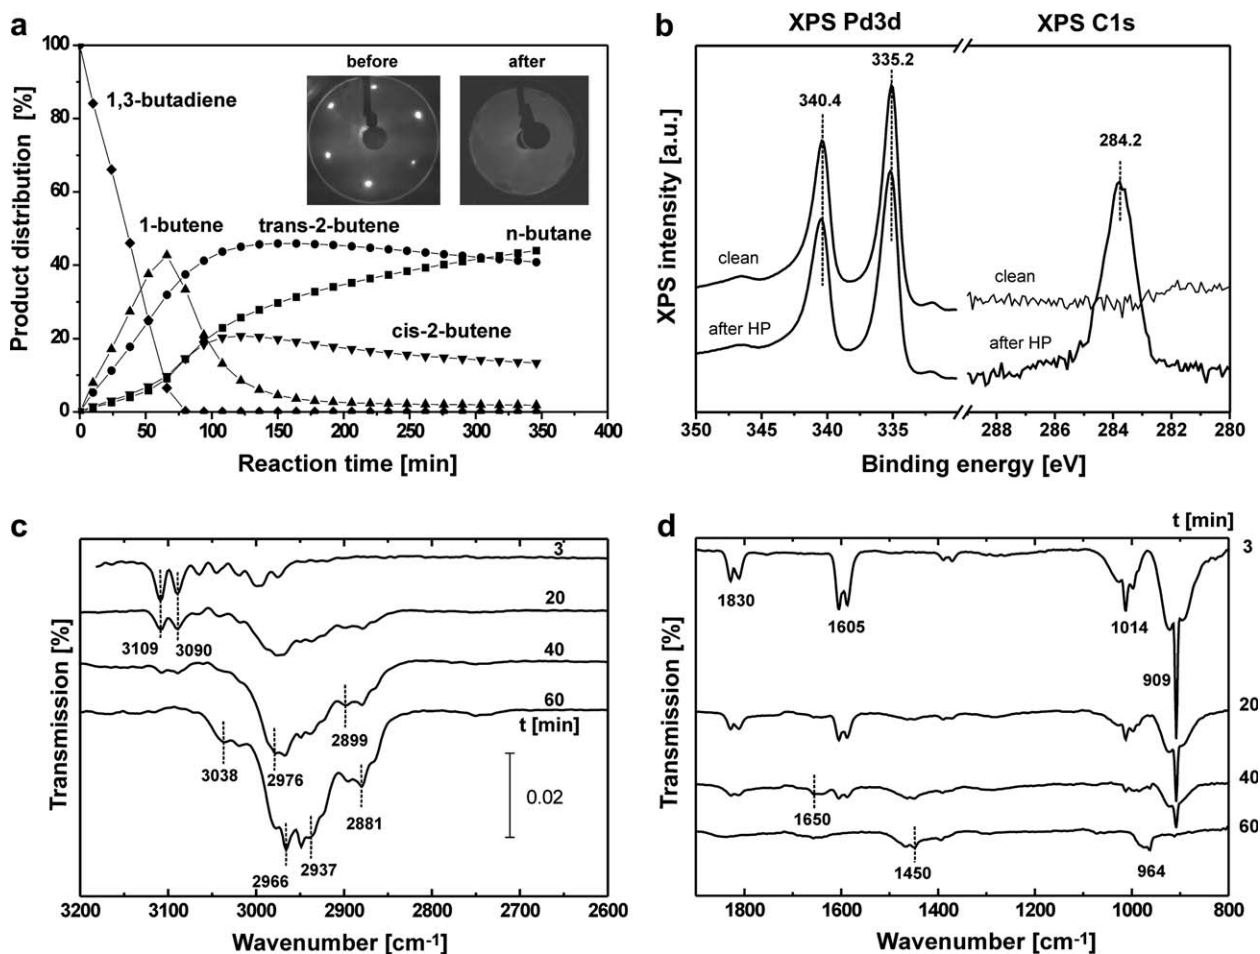 a
100
80
60
40
20
0
Product distribution [%]
before
after
1,3-butadiene
1-butene
trans-2-butene
n-butane
cis-2-butene
0 50 100 150 200 250 300 350 400
Reaction time [min]
b
XPS Pd3d
XPS C1s
335.2
340.4
284.2
clean
clean
after HP
after HP
XPS intensity [a.u.]
350 345 340 335 288 286 284 282 280
Binding energy [eV]
c
3
20
3109 3090
40
60
t [min]
2899
3038 2976
0.02
2881
2937
2966
Transmission [%]
3200 3100 3000 2900 2800 2700 2600
Wavenumber [cm-1]
d
t [min]
3
1830
1605
1014
909
20
40
1650
60
1450
964
Transmission [%]
1800 1600 1400 1200 1000 800
Wavenumber [cm-1]